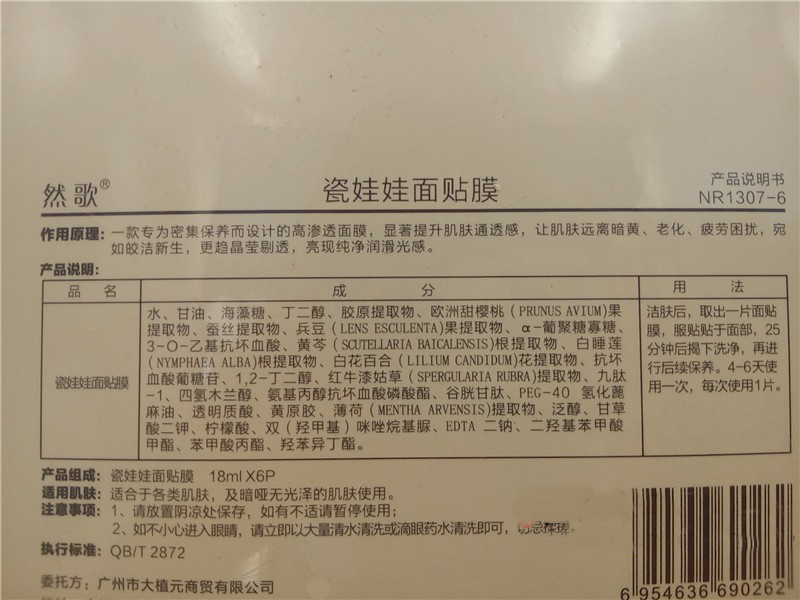 然歌®
瓷娃娃面贴膜
产品说明书
NR1307-6
作用原理：一款专为密集保养而设计的高渗透面膜，显著提升肌肤通透感，让肌肤远离暗黄、老化、疲劳困扰，宛
如皎洁新生，更趋晶莹剔透，亮现纯净润滑光感。
产品说明：
品 名
成 分
用 法
瓷娃娃面贴膜
水、甘油、海藻糖、丁二醇、胶原提取物、欧洲甜樱桃(PRUNUS AVIUM)果
提取物、蚕丝提取物、兵豆(LENS ESCULENTA)果提取物、α-葡聚糖寡糖、
3-O-乙基抗坏血酸、黄芩(SCUTELLARIA BAICALENSIS)根提取物、白睡莲
(NYMPHAEA ALBA)根提取物、白花百合(LILIUM CANDIDUM)花提取物、抗坏
血酸葡糖苷、1,2-丁二醇、红牛漆姑草(SPERGULARIA RUBRA)提取物、九肽
-1、四氢木兰醇、氨基丙醇抗坏血酸磷酸酯、谷胱甘肽、PEG-40 氢化蓖
麻油、透明质酸、黄原胶、薄荷(MENTHA ARVENSIS)提取物、泛醇、甘草
酸二钾、柠檬酸、双(羟甲基)咪唑烷基脲、EDTA 二钠、二羟基苯甲酸
甲酯、苯甲酸丙酯、羟苯异丁酯。
洁肤后，取出一片面贴
膜，服贴贴于面部，25
分钟后揭下洗净，再进
行后续保养。4-6天使
用一次，每次使用1片。
产品组成：瓷娃娃面贴膜 18ml X6P
适用肌肤：适合于各类肌肤，及暗哑无光泽的肌肤使用。
注意事项：1、请放置阴凉处保存，如有不适请暂停使用；
2、如不小心进入眼睛，请立即以大量清水清洗或滴眼药水清洗即可，切忌揉搓。
执行标准：QB/T 2872
委托方：广州市大植元商贸有限公司
6 954636 690262